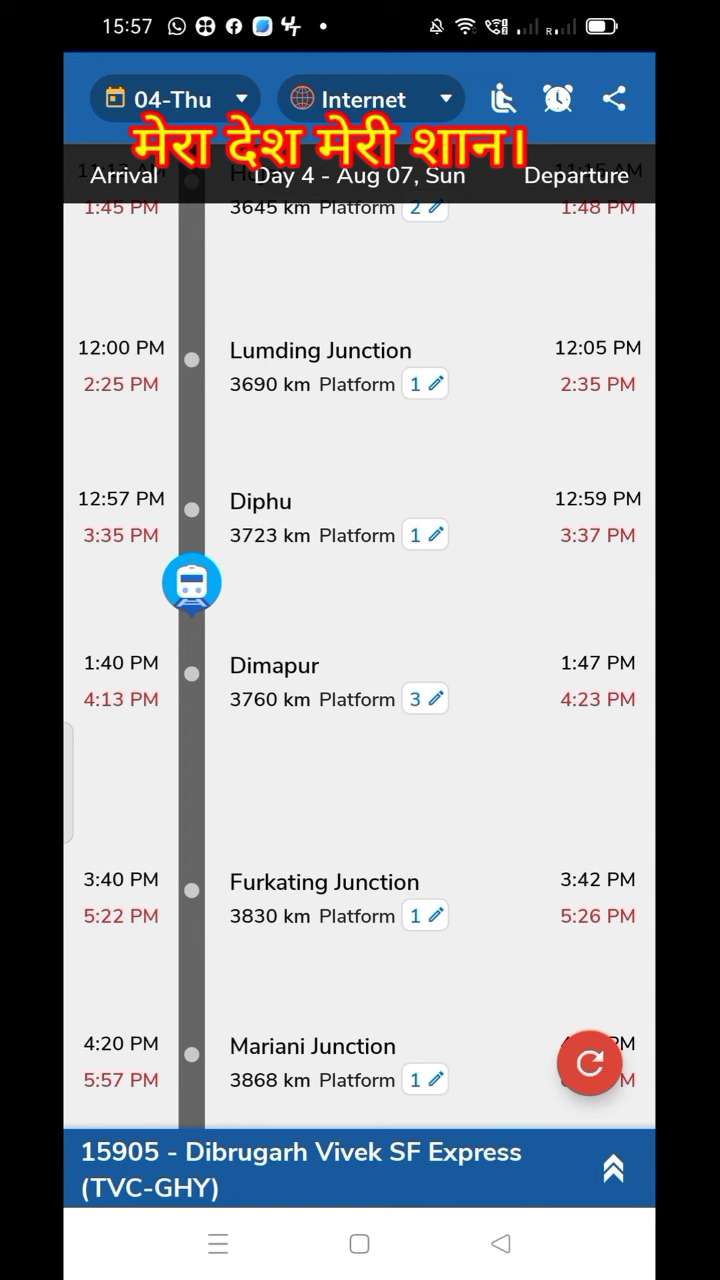 15:57
04-Thu Internet
मेरा देश मेरी शान।
Arrival Day 4 - Aug 07, Sun Departure
1:45 PM 3645 km Platform 2 1:48 PM
12:00 PM Lumding Junction 12:05 PM
2:25 PM 3690 km Platform 1 2:35 PM
12:57 PM Diphu 12:59 PM
3:35 PM 3723 km Platform 1 3:37 PM
1:40 PM Dimapur 1:47 PM
4:13 PM 3760 km Platform 3 4:23 PM
3:40 PM Furkating Junction 3:42 PM
5:22 PM 3830 km Platform 1 5:26 PM
4:20 PM Mariani Junction
5:57 PM 3868 km Platform 1
15905 - Dibrugarh Vivek SF Express
(TVC-GHY)